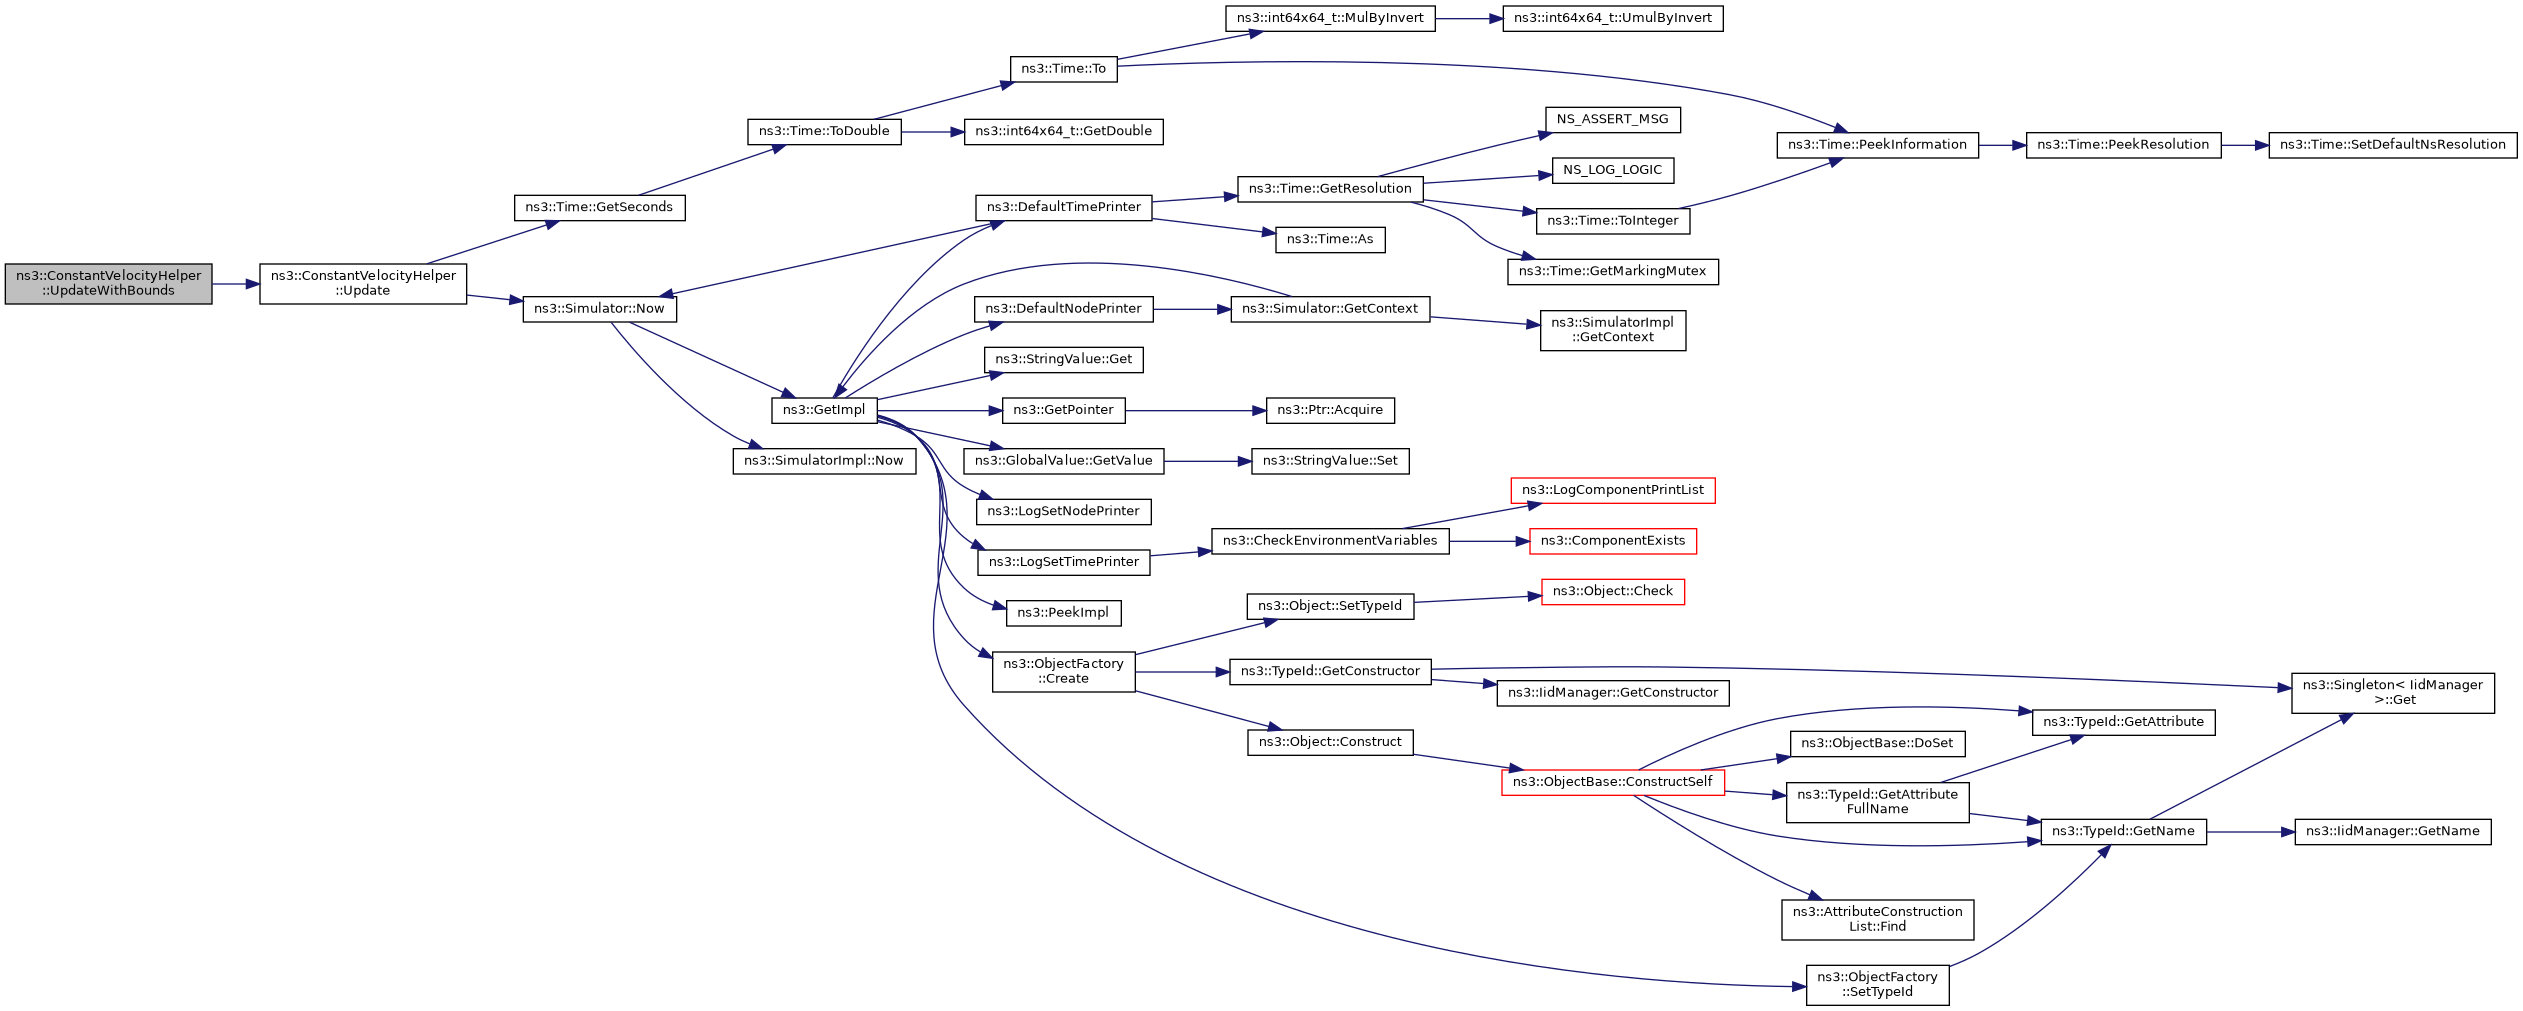 ns3::ConstantVelocityHelper
::UpdateWithBounds
ns3::ConstantVelocityHelper
::Update
ns3::Time::GetSeconds
ns3::Time::ToDouble
ns3::Time::To
ns3::int64x64_t::MulByInvert
ns3::int64x64_t::UmulByInvert
ns3::int64x64_t::GetDouble
ns3::Time::PeekInformation
ns3::Time::PeekResolution
ns3::Time::SetDefaultNsResolution
ns3::Simulator::Now
ns3::GetImpl
ns3::SimulatorImpl::Now
ns3::DefaultTimePrinter
ns3::Time::GetResolution
NS_ASSERT_MSG
NS_LOG_LOGIC
ns3::Time::ToInteger
ns3::Time::GetMarkingMutex
ns3::Time::As
ns3::DefaultNodePrinter
ns3::Simulator::GetContext
ns3::SimulatorImpl
::GetContext
ns3::StringValue::Get
ns3::GetPointer
ns3::Ptr::Acquire
ns3::GlobalValue::GetValue
ns3::StringValue::Set
ns3::LogSetNodePrinter
ns3::LogSetTimePrinter
ns3::CheckEnvironmentVariables
ns3::LogComponentPrintList
ns3::ComponentExists
ns3::PeekImpl
ns3::ObjectFactory
::Create
ns3::Object::SetTypeId
ns3::Object::Check
ns3::TypeId::GetConstructor
ns3::IidManager::GetConstructor
ns3::Singleton< IidManager
>::Get
ns3::Object::Construct
ns3::ObjectBase::ConstructSelf
ns3::TypeId::GetAttribute
ns3::ObjectBase::DoSet
ns3::TypeId::GetAttribute
FullName
ns3::TypeId::GetName
ns3::IidManager::GetName
ns3::AttributeConstruction
List::Find
ns3::ObjectFactory
::SetTypeId